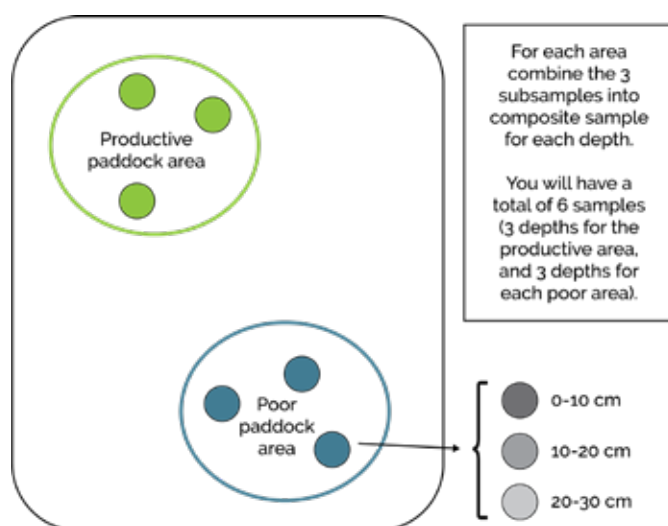 Productive
paddock area
For each area
combine the 3
subsamples into
composite sample
for each depth.
You will have a
total of 6 samples
(3 depths for the
productive area,
and 3 depths for
each poor area).
Poor
paddock
area
0-10 cm
10-20 cm
20-30 cm